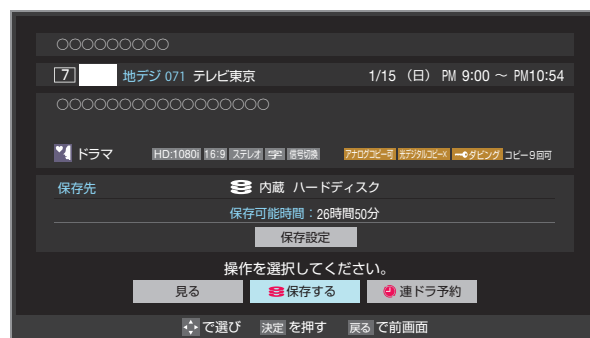 ○○○○○○○○○
7 地デジ 071 テレビ東京 1/15 （日） PM 9:00 ～ PM10:54
○○○○○○○○○○○○○○○○○
ドラマ HD:1080i 16:9 ステレオ 字 信号切換 アナログコピー可 光デジタルコピー× ダビング コピー9回可
保存先 内蔵 ハードディスク
保存可能時間：26時間50分
保存設定
操作を選択してください。
見る 保存する 連ドラ予約
で選び 決定 を押す 戻る で前画面